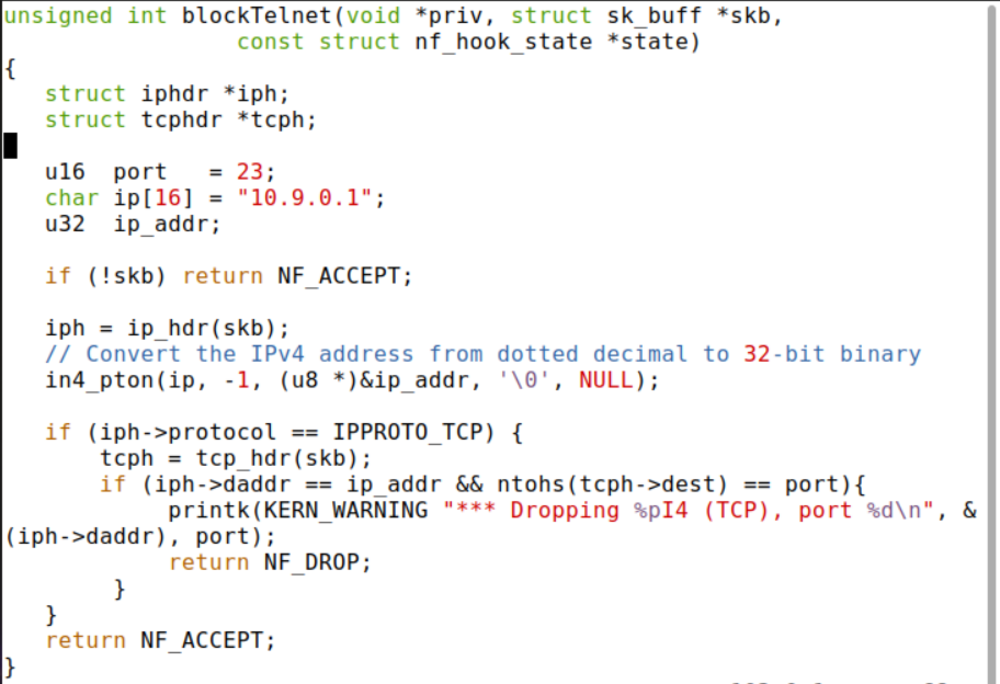 unsigned int blockTelnet(void *priv, struct sk_buff *skb,
                 const struct nf_hook_state *state)
{
   struct iphdr *iph;
   struct tcphdr *tcph;

   u16  port   = 23;
   char ip[16] = "10.9.0.1";
   u32  ip_addr;

   if (!skb) return NF_ACCEPT;

   iph = ip_hdr(skb);
   // Convert the IPv4 address from dotted decimal to 32-bit binary
   in4_pton(ip, -1, (u8 *)&ip_addr, '\0', NULL);

   if (iph->protocol == IPPROTO_TCP) {
       tcph = tcp_hdr(skb);
       if (iph->daddr == ip_addr && ntohs(tcph->dest) == port){
            printk(KERN_WARNING "*** Dropping %pI4 (TCP), port %d\n", &
(iph->daddr), port);
            return NF_DROP;
        }
   }
   return NF_ACCEPT;
}